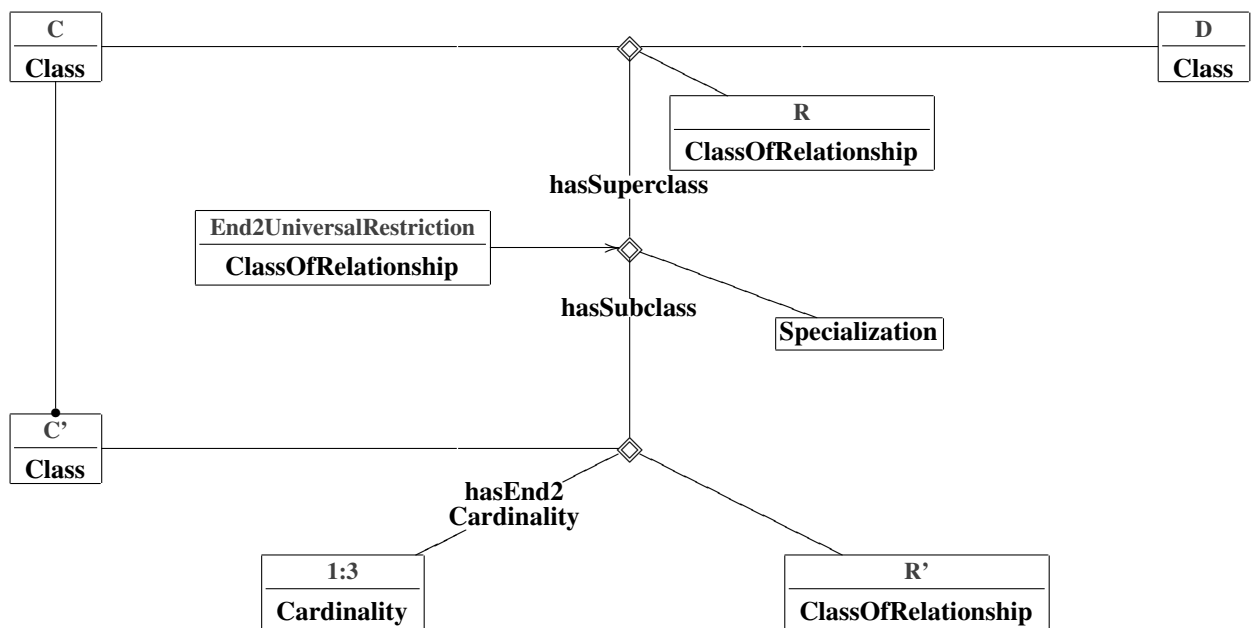 C
Class
D
Class
R
ClassOfRelationship
hasSuperclass
End2UniversalRestriction
ClassOfRelationship
hasSubclass
Specialization
C’
Class
hasEnd2
Cardinality
1:3
Cardinality
R’
ClassOfRelationship